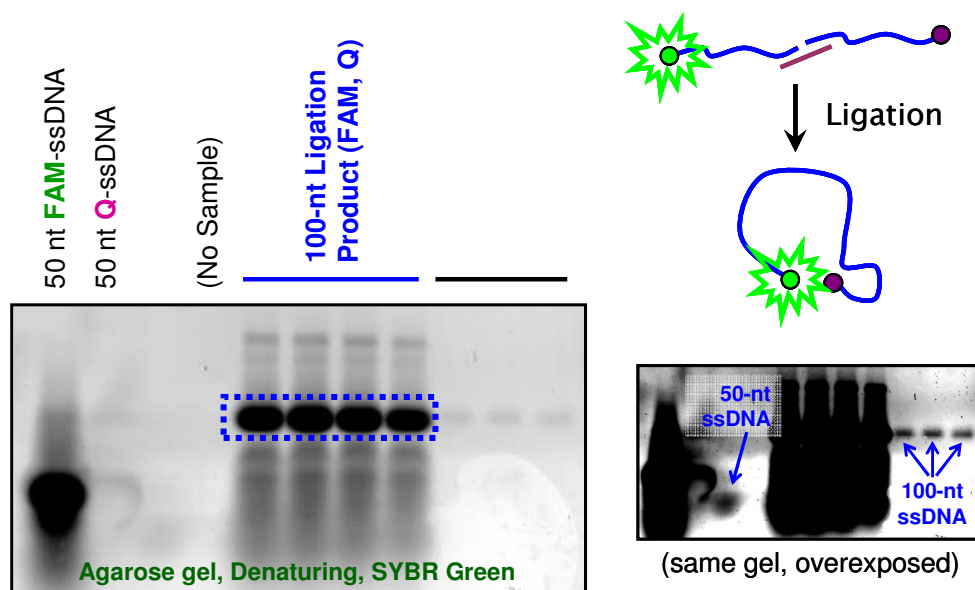 50 nt FAM-ssDNA
50 nt Q-ssDNA
(No Sample)
100-nt Ligation
Product (FAM, Q)
Agarose gel, Denaturing, SYBR Green
Ligation
50-nt
ssDNA
100-nt
ssDNA
(same gel, overexposed)